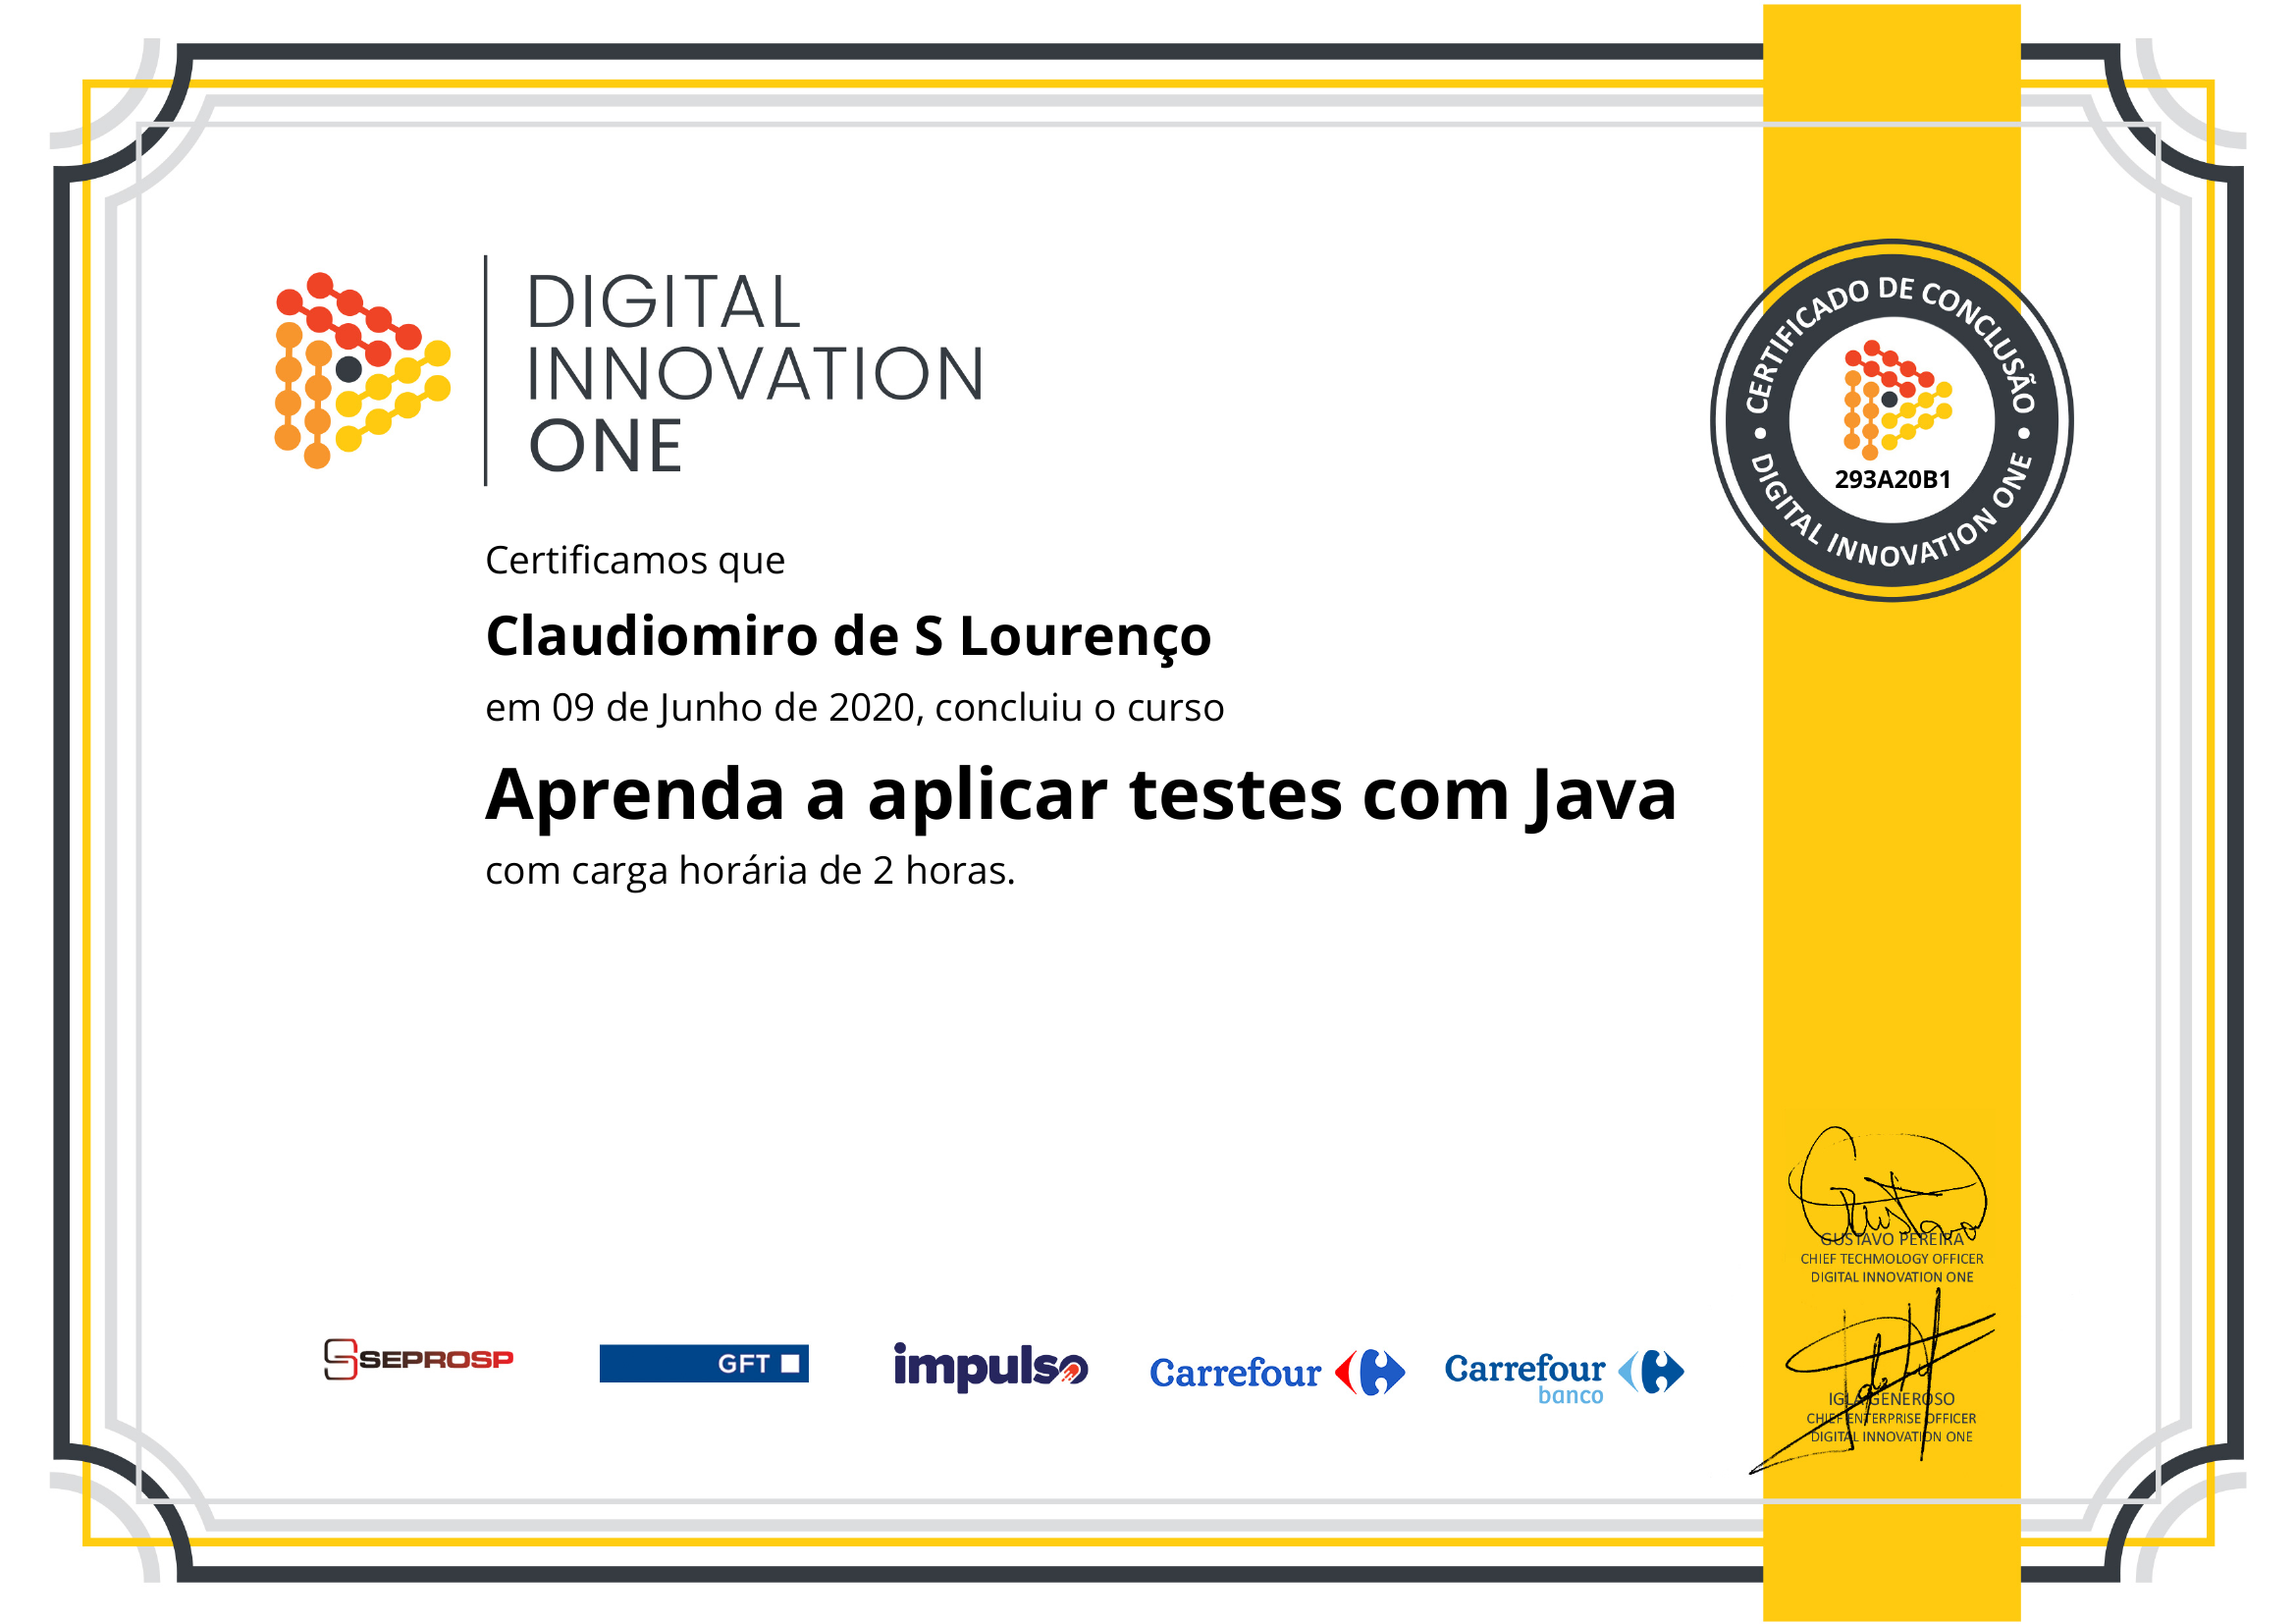 DIGITAL
INNOVATION
ONE
CERTIFICADO DE CONCLUSÃO
293A20B1
DIGITAL INNOVATION ONE
Certificamos que
Claudiomiro de S Lourenço
em 09 de Junho de 2020, concluiu o curso
Aprenda a aplicar testes com Java
com carga horária de 2 horas.
GUSTAVO PEREIRA
CHIEF TECHMOLOGY OFFICER
DIGITAL INNOVATION ONE
IGLA GENEROSO
CHIEF ENTERPRISE OFFICER
DIGITAL INNOVATION ONE
SEPROSP
GFT
impulso
Carrefour
Carrefour
banco